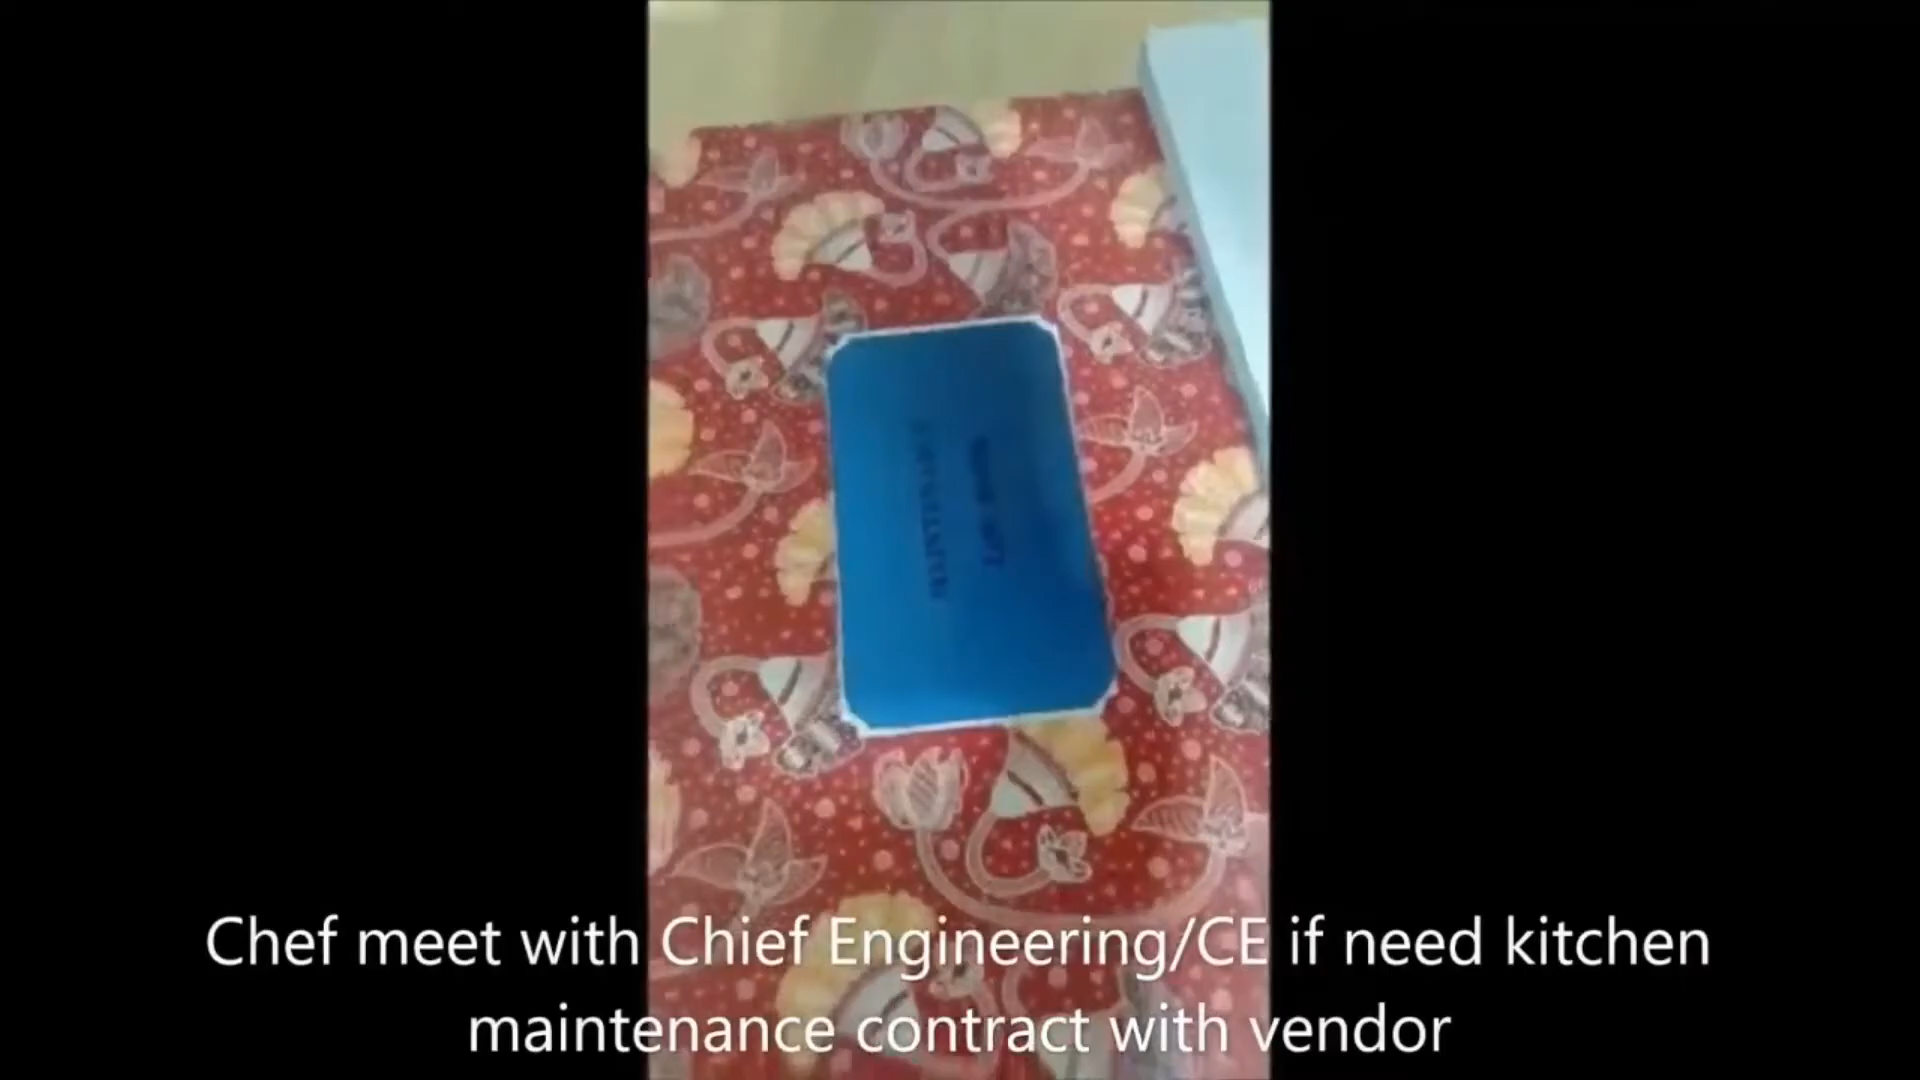 Chef meet with Chief Engineering/CE if need kitchen
maintenance contract with vendor